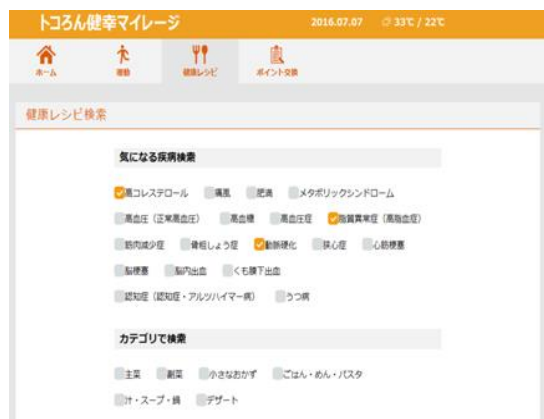 トコろん健幸マイレージ 2016.07.07 33℃ / 22℃
ホーム 運動 健康レシピ ポイント交換
健康レシピ検索
気になる疾病検索
高コレステロール 痛風 肥満 メタボリックシンドローム
高血圧(正常高血圧) 高血糖 高血圧症 脂質異常症(高脂血症)
筋肉減少症 骨粗しょう症 動脈硬化 狭心症 心筋梗塞
脳梗塞 脳内出血 くも膜下出血
認知症(認知症・アルツハイマー病) うつ病
カテゴリで検索
主菜 副菜 小さなおかず ごはん・めん・パスタ
汁・スープ・鍋 デザート